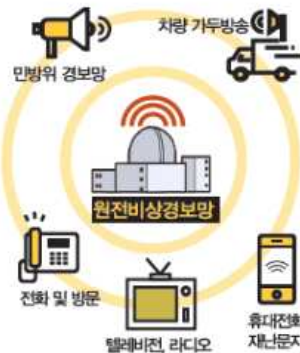 차량 가두방송
민방위 경보망
원전비상경보망
전화 및 방문
텔레비전, 라디오
휴대전화
재난문자